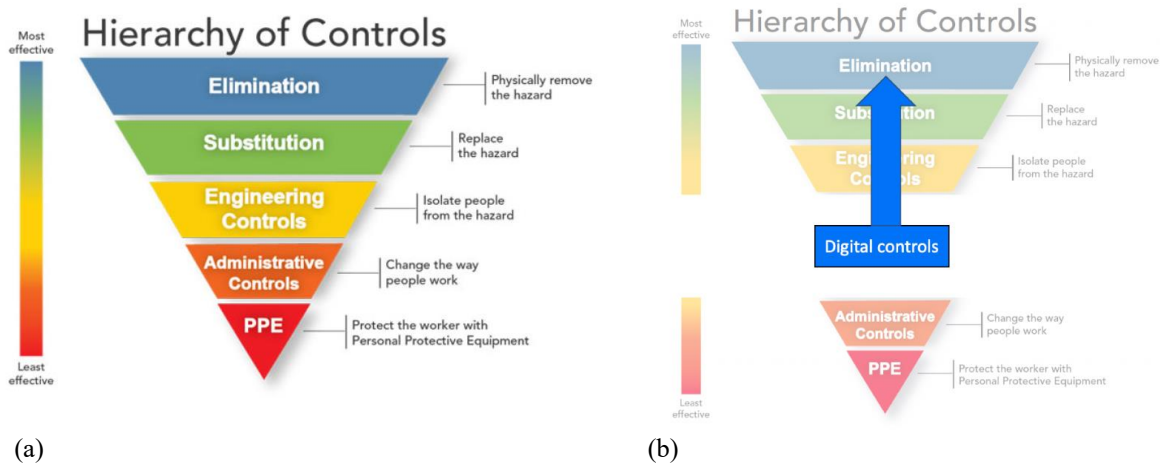 Hierarchy of Controls
Most
effective
Elimination
Physically remove
the hazard
Substitution
Replace
the hazard
Engineering
Controls
Isolate people
from the hazard
Administrative
Controls
Change the way
people work
PPE
Protect the worker with
Personal Protective Equipment
Least
effective
(a)
Hierarchy of Controls
Most
effective
Elimination
Physically remove
the hazard
Substitution
Replace
the hazard
Engineering
Controls
Isolate people
from the hazard
Digital controls
Administrative
Controls
Change the way
people work
PPE
Protect the worker with
Personal Protective Equipment
Least
effective
(b)